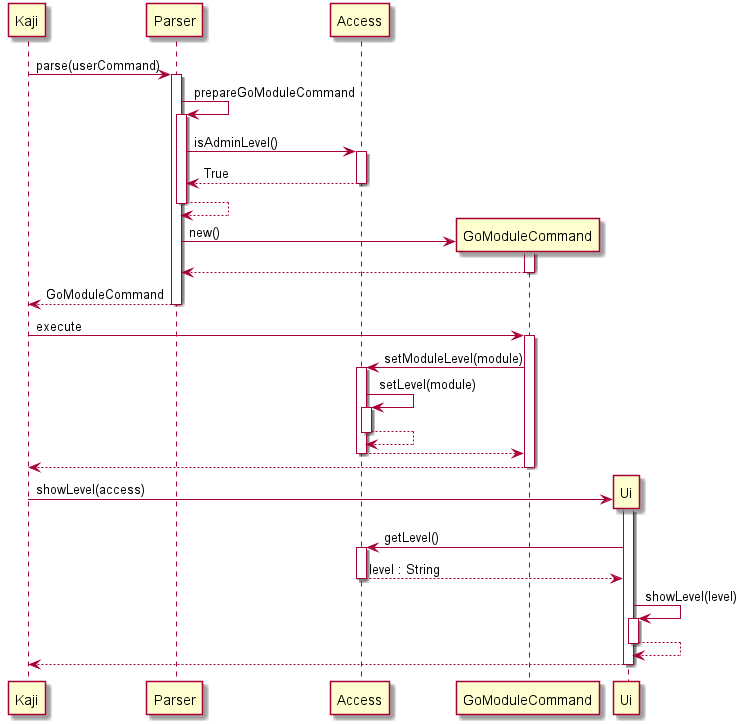 Kaji
Parser
Access
parse(userCommand)
prepareGoModuleCommand
isAdminLevel()
True
new()
GoModuleCommand
GoModuleCommand
execute
setModuleLevel(module)
setLevel(module)
showLevel(access)
Ui
getLevel()
level : String
showLevel(level)
Kaji
Parser
Access
GoModuleCommand
Ui